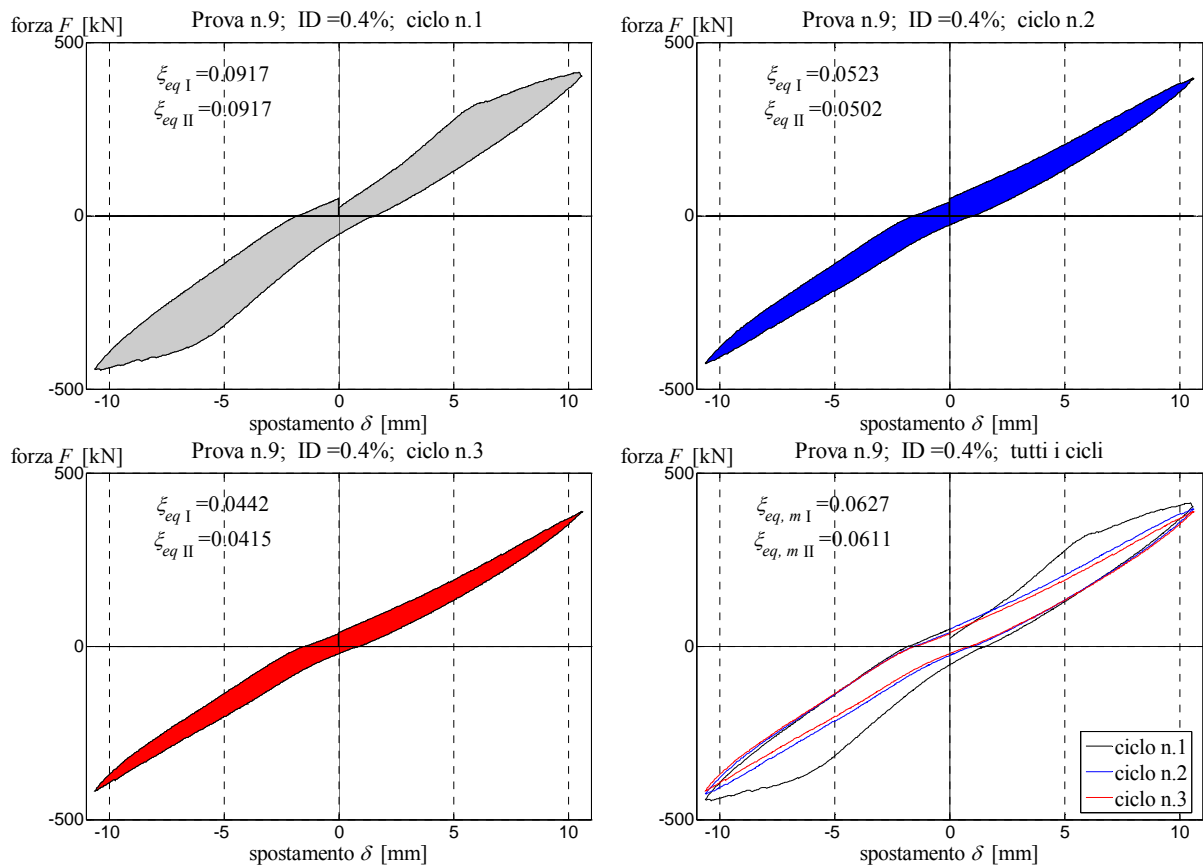 forza F [kN]
Prova n.9; ID =0.4%; ciclo n.1
500
ξeq I =0.0917
ξeq II =0.0917
0
-500
-10 -5 0 5 10
spostamento δ [mm]
forza F [kN]
Prova n.9; ID =0.4%; ciclo n.2
500
ξeq I =0.0523
ξeq II =0.0502
0
-500
-10 -5 0 5 10
spostamento δ [mm]
forza F [kN]
Prova n.9; ID =0.4%; ciclo n.3
500
ξeq I =0.0442
ξeq II =0.0415
0
-500
-10 -5 0 5 10
spostamento δ [mm]
forza F [kN]
Prova n.9; ID =0.4%; tutti i cicli
500
ξeq, m I =0.0627
ξeq, m II =0.0611
0
ciclo n.1
ciclo n.2
ciclo n.3
-500
-10 -5 0 5 10
spostamento δ [mm]